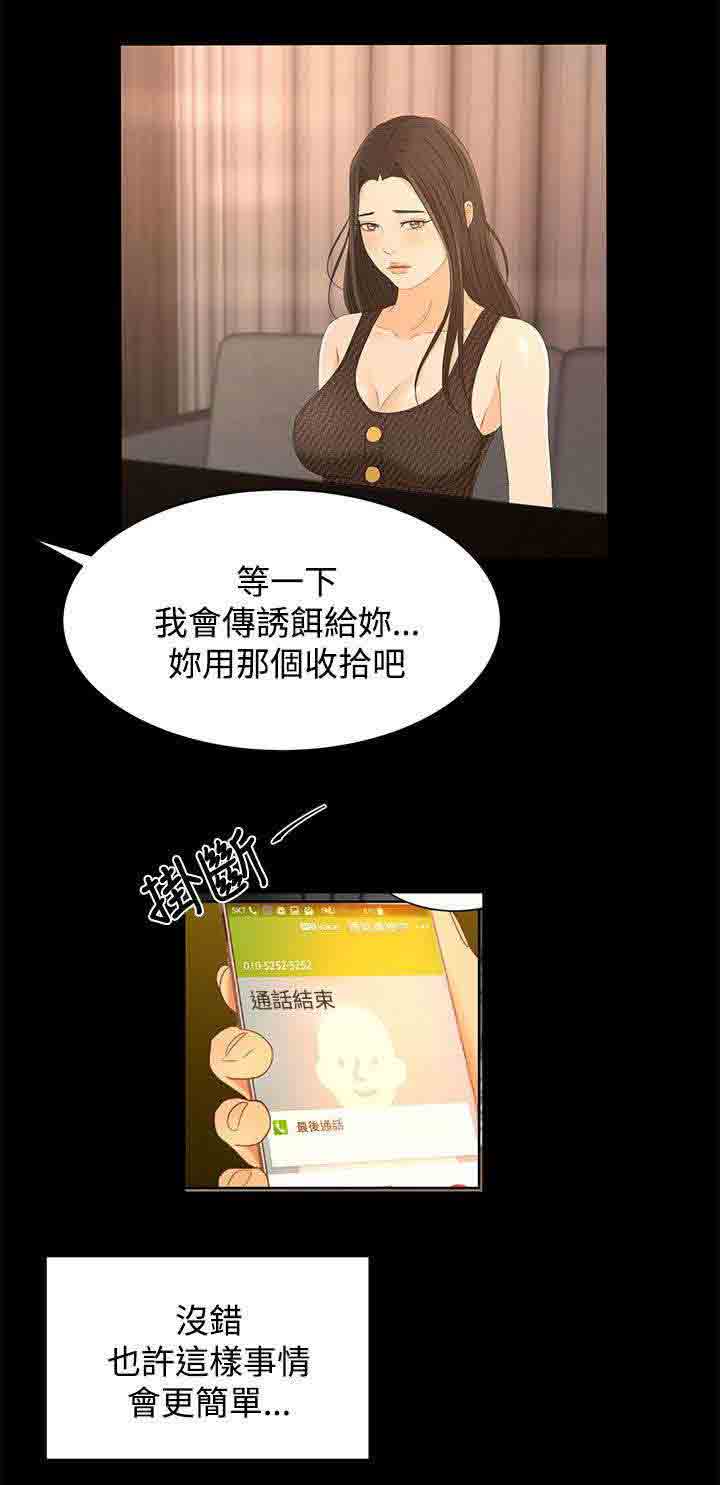 等一下
我會傳誘餌給妳...
妳用那個收拾吧
掛斷
SKT
010-5252-5252
通話結束
最後通話
沒錯
也許這樣事情
會更簡單...